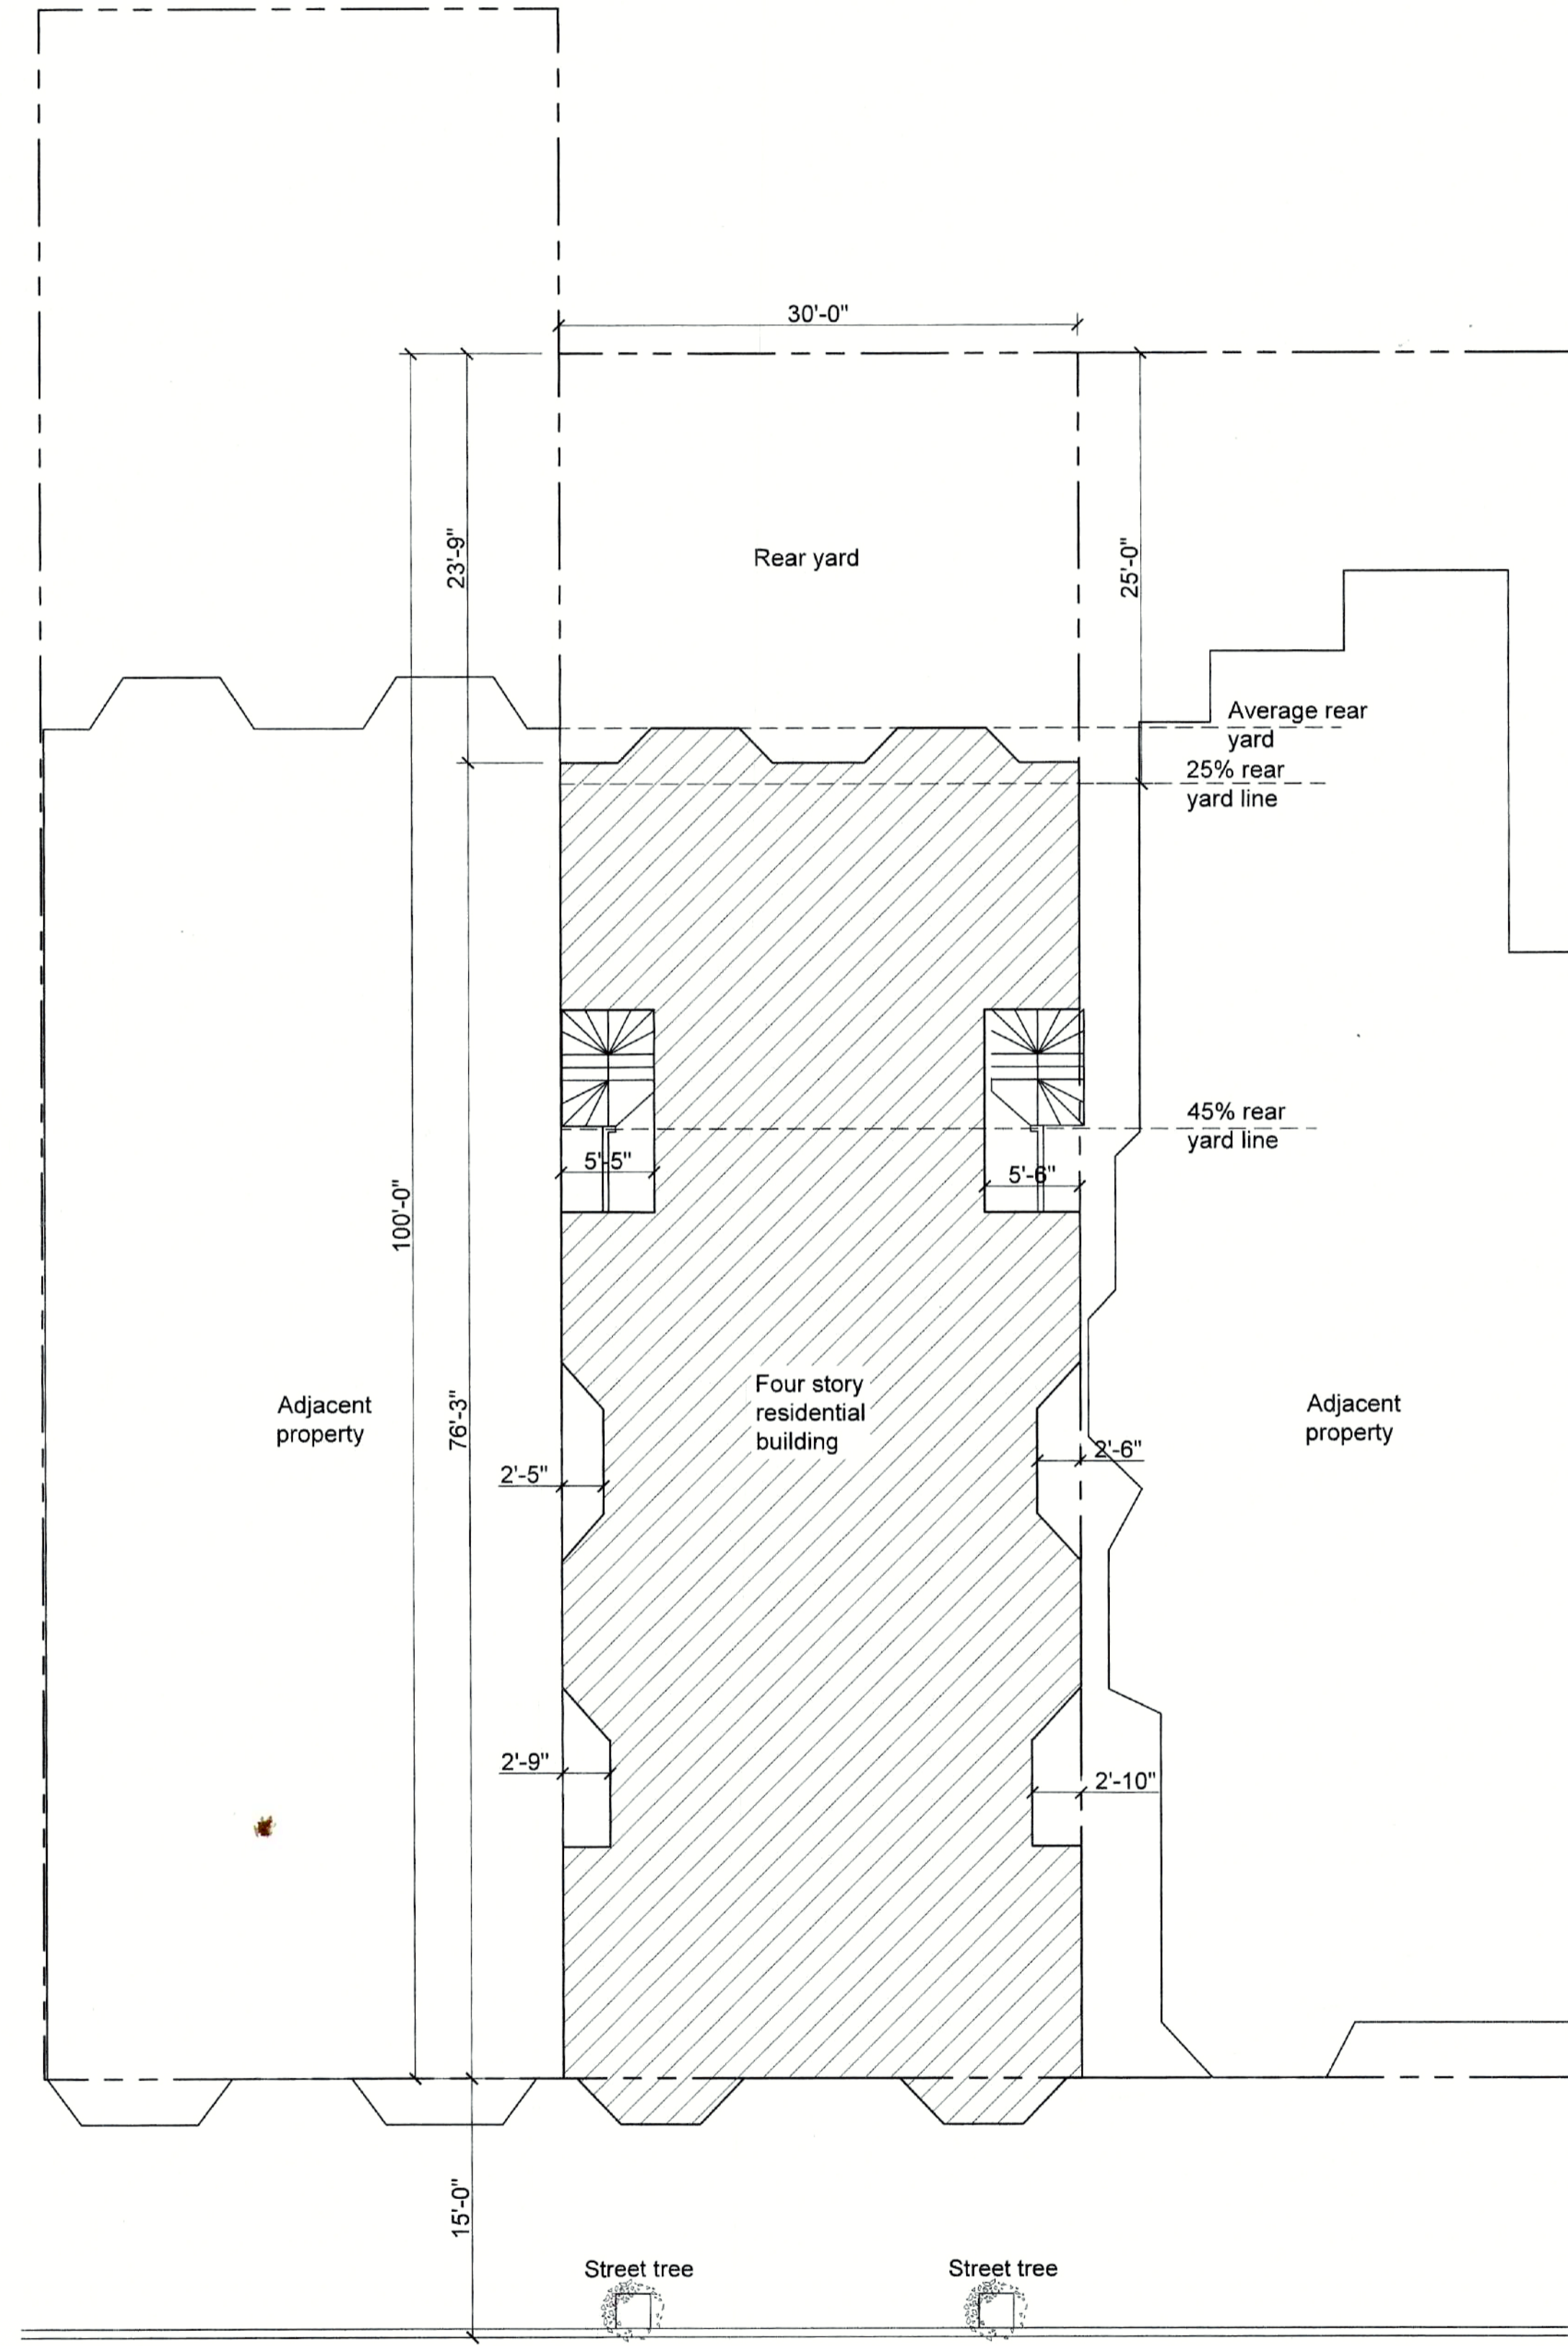 30'-0"
23'-9"
Rear yard
25'-0"
Average rear
yard
25% rear
yard line
45% rear
yard line
5'-5"
5'-6"
100'-0"
76'-3"
Adjacent
property
Four story
residential
building
Adjacent
property
2'-5"
2'-6"
2'-9"
2'-10"
15'-0"
Street tree
Street tree